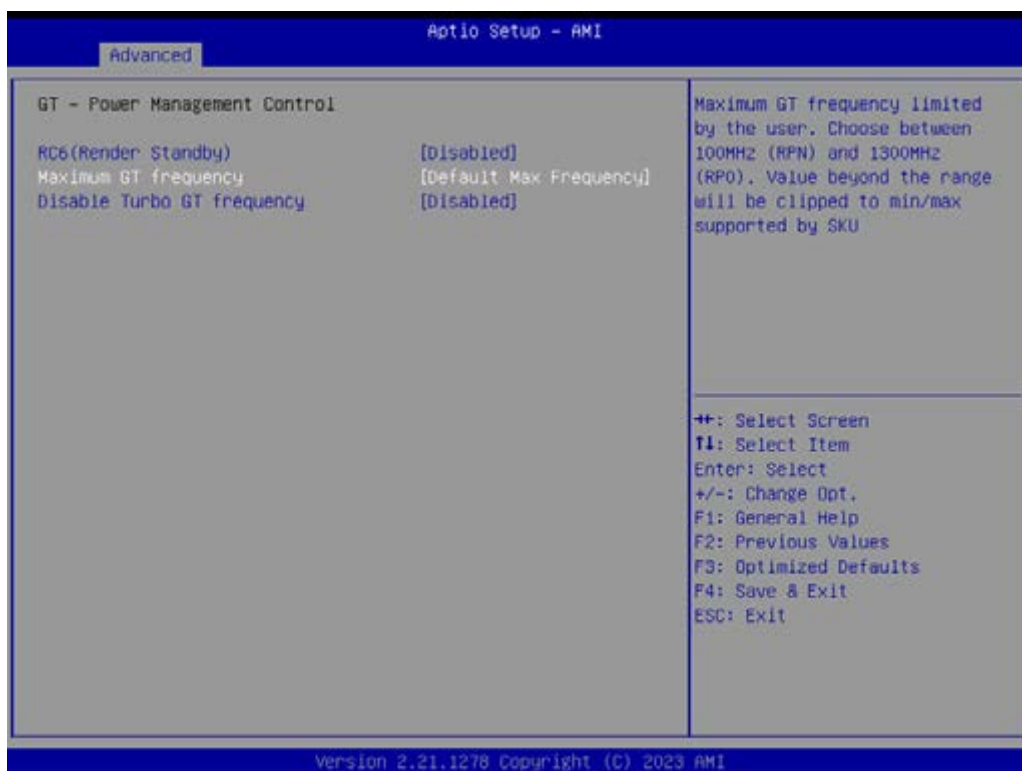 Aptio Setup - AMI
Advanced
GT - Power Management Control
RC6(Render Standby) [Disabled]
Maximum GT frequency [Default Max Frequency]
Disable Turbo GT frequency [Disabled]
Maximum GT frequency limited
by the user. Choose between
100MHz (RPN) and 1300MHz
(RP0). Value beyond the range
will be clipped to min/max
supported by SKU
→←: Select Screen
↑↓: Select Item
Enter: Select
+/-: Change Opt.
F1: General Help
F2: Previous Values
F3: Optimized Defaults
F4: Save & Exit
ESC: Exit
Version 2.21.1278 Copyright (C) 2023 AMI